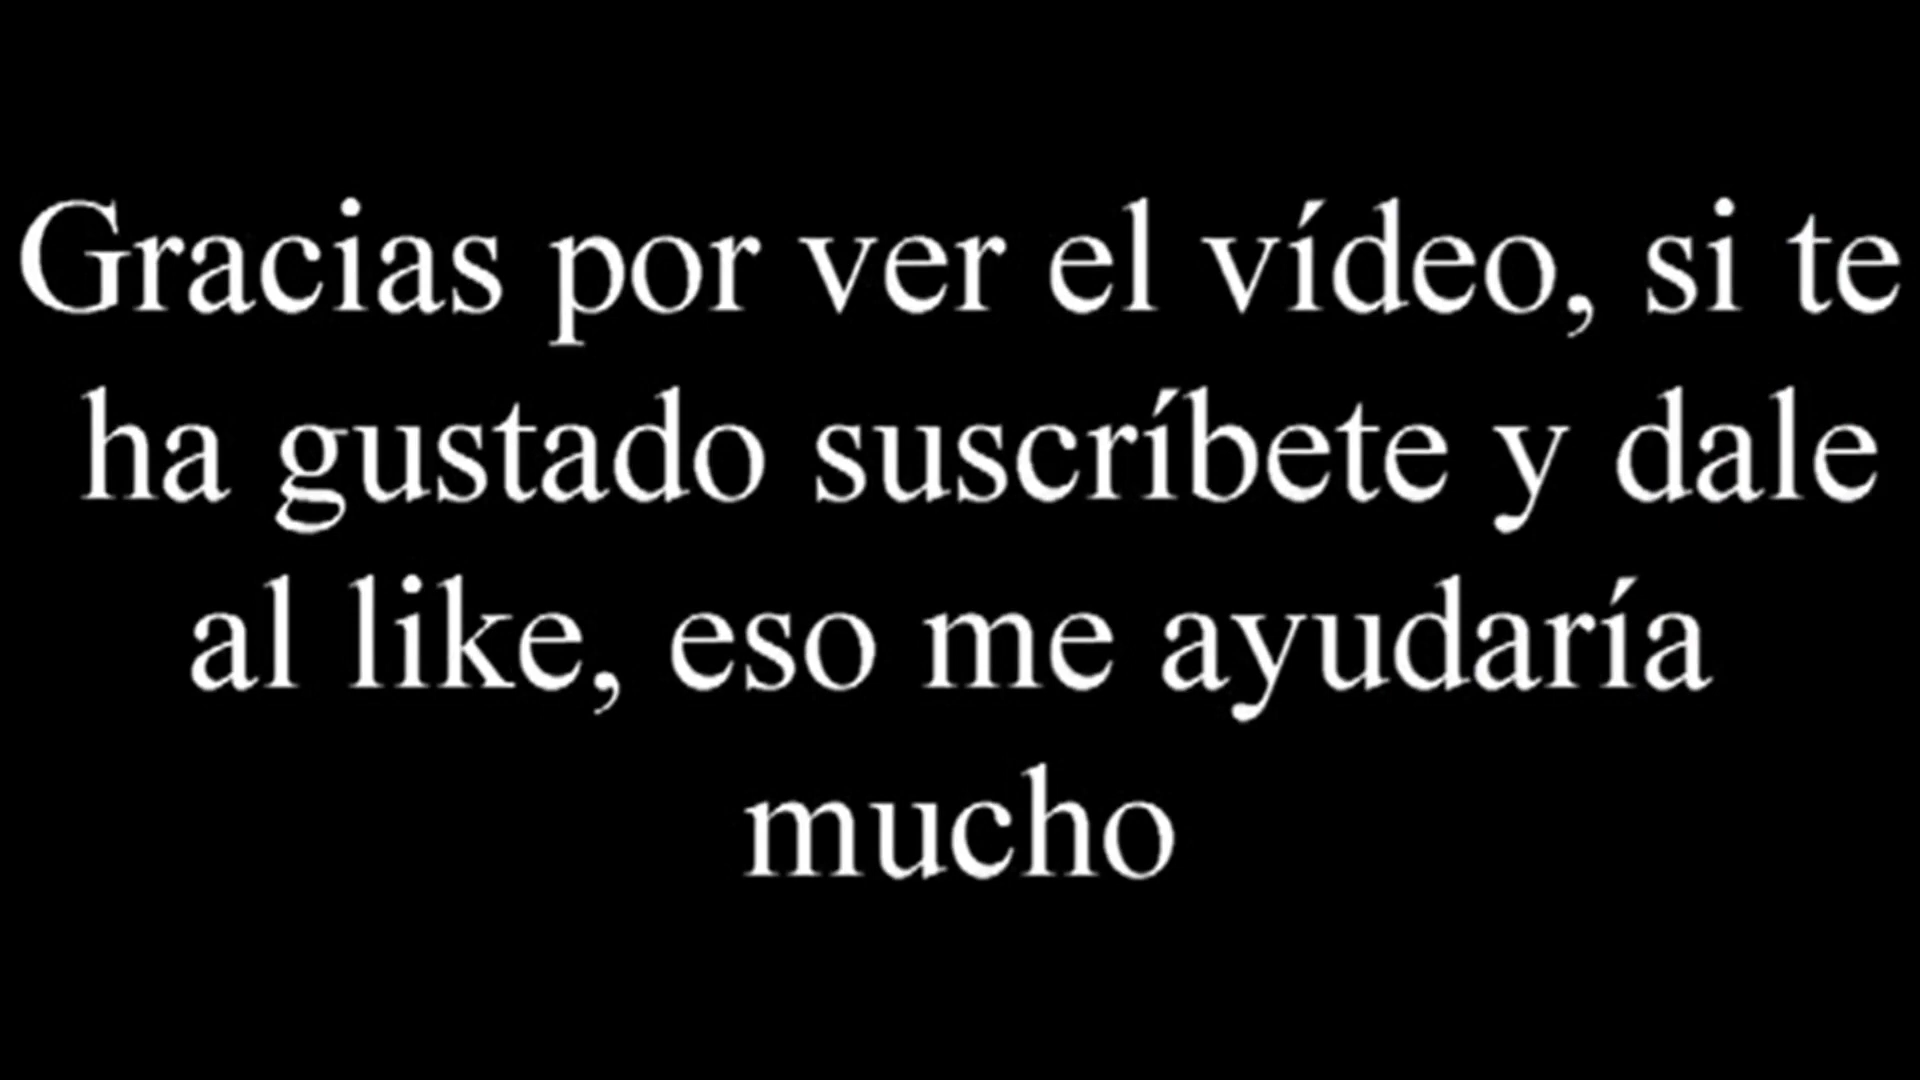 Gracias por ver el vídeo, si te
ha gustado suscríbete y dale
al like, eso me ayudaría
mucho